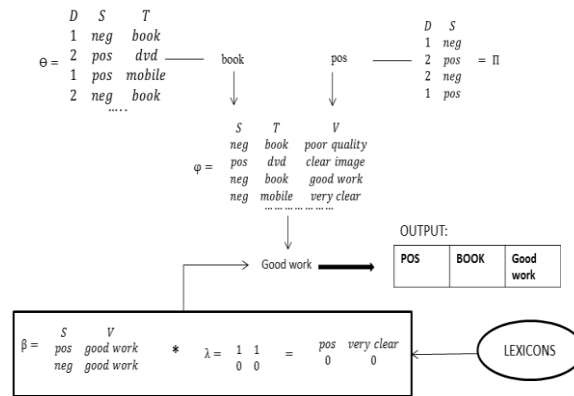 D S T
1 neg book
Θ = 2 pos dvd
1 pos mobile
2 neg book
.....
book
pos
D S
1 neg
2 pos = Π
2 neg
1 pos
S T V
neg book poor quality
φ = pos dvd clear image
neg book good work
neg mobile very clear
..................
Good work
OUTPUT:
POS BOOK Good work
β = S V
pos good work
neg good work
*
λ = 1 1
0 0
=
pos very clear
0 0
LEXICONS